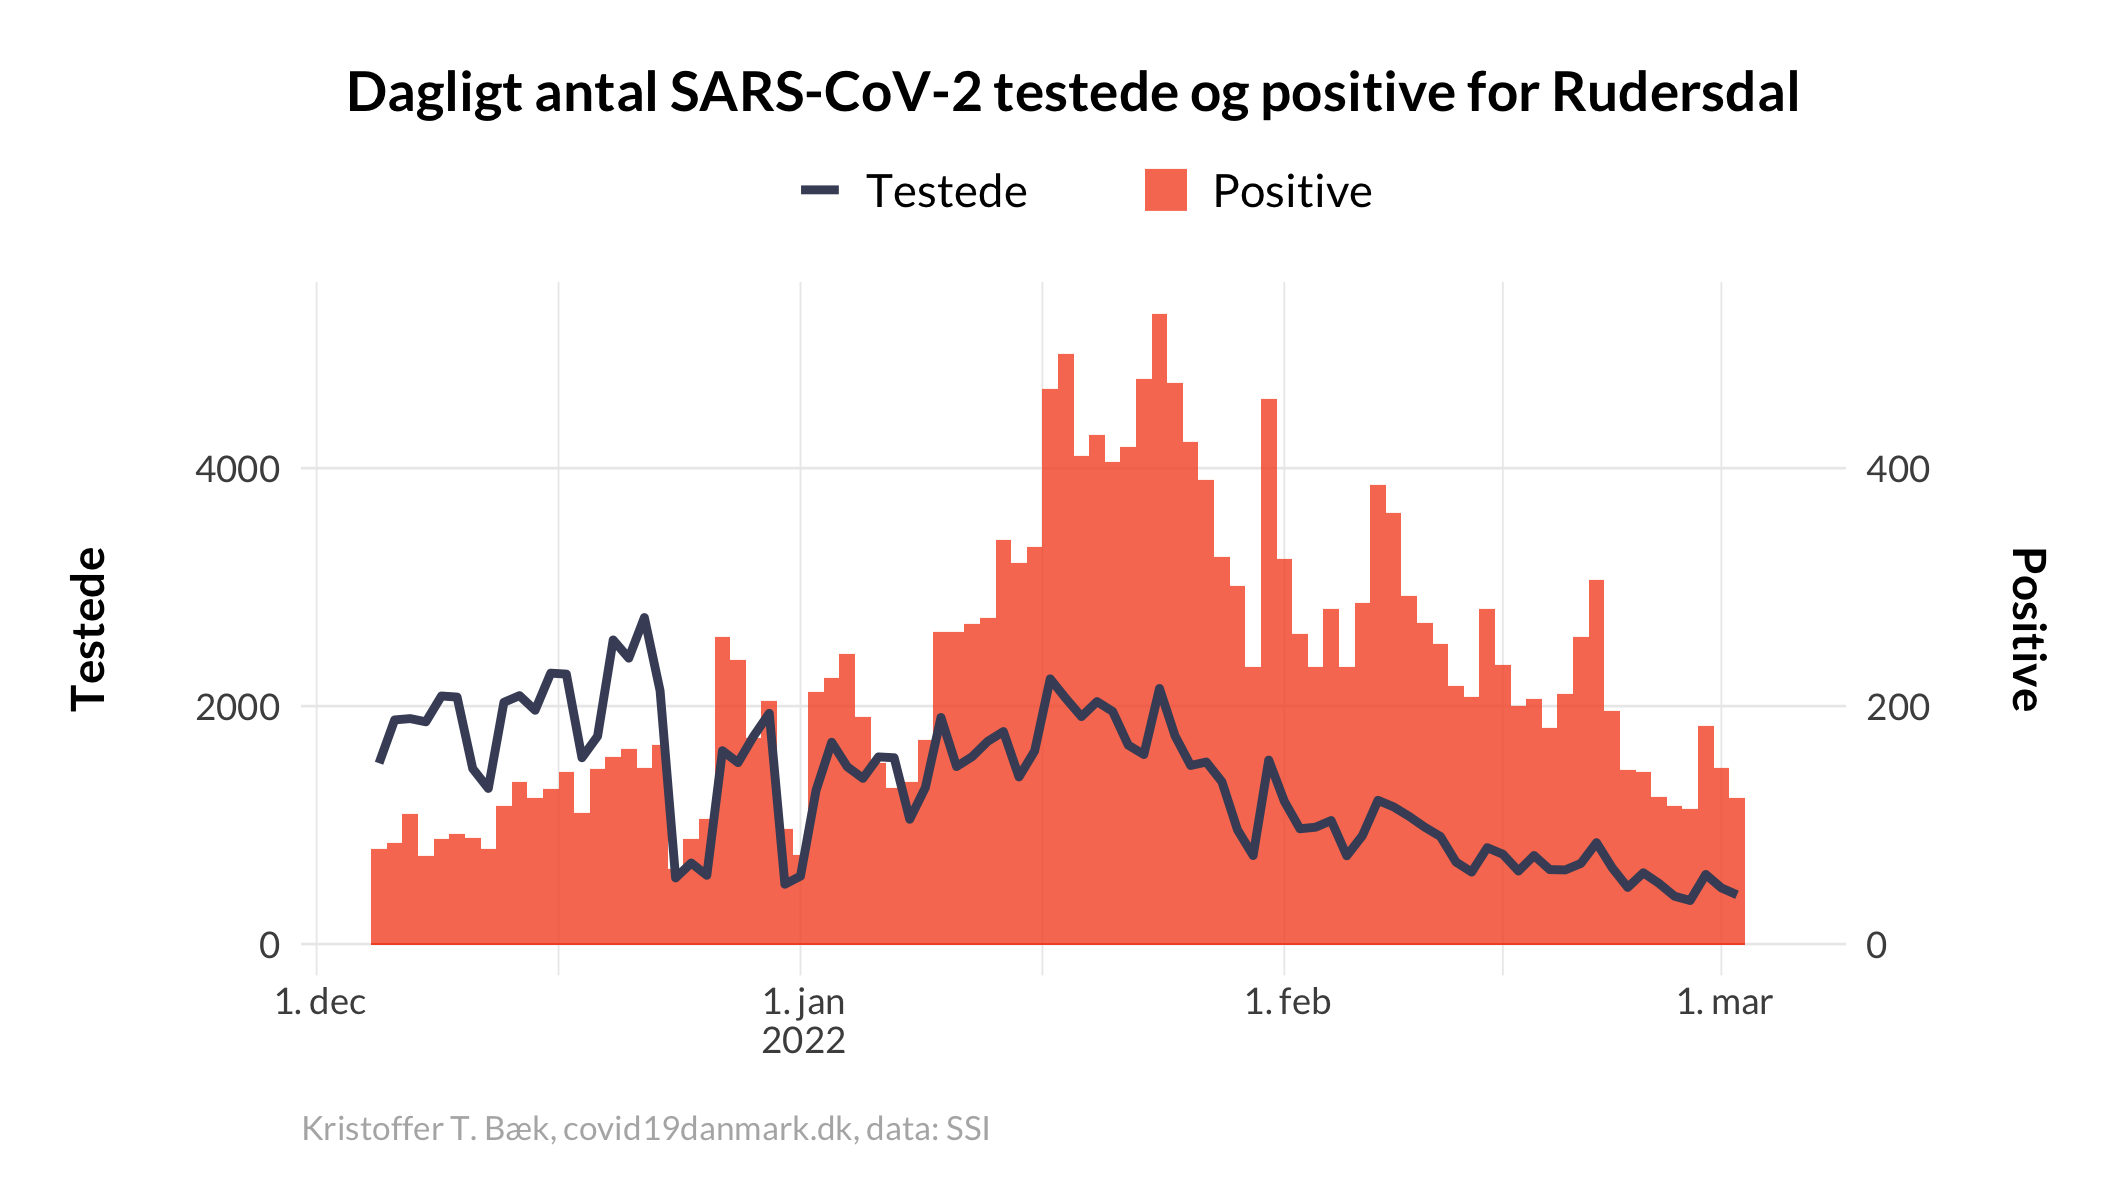 Dagligt antal SARS-CoV-2 testede og positive for Rudersdal
Testede
Positive
Testede
4000
2000
0
400
200
0
Positive
1. dec
1. jan
2022
1. feb
1. mar
Kristoffer T. Bæk, covid19danmark.dk, data: SSI